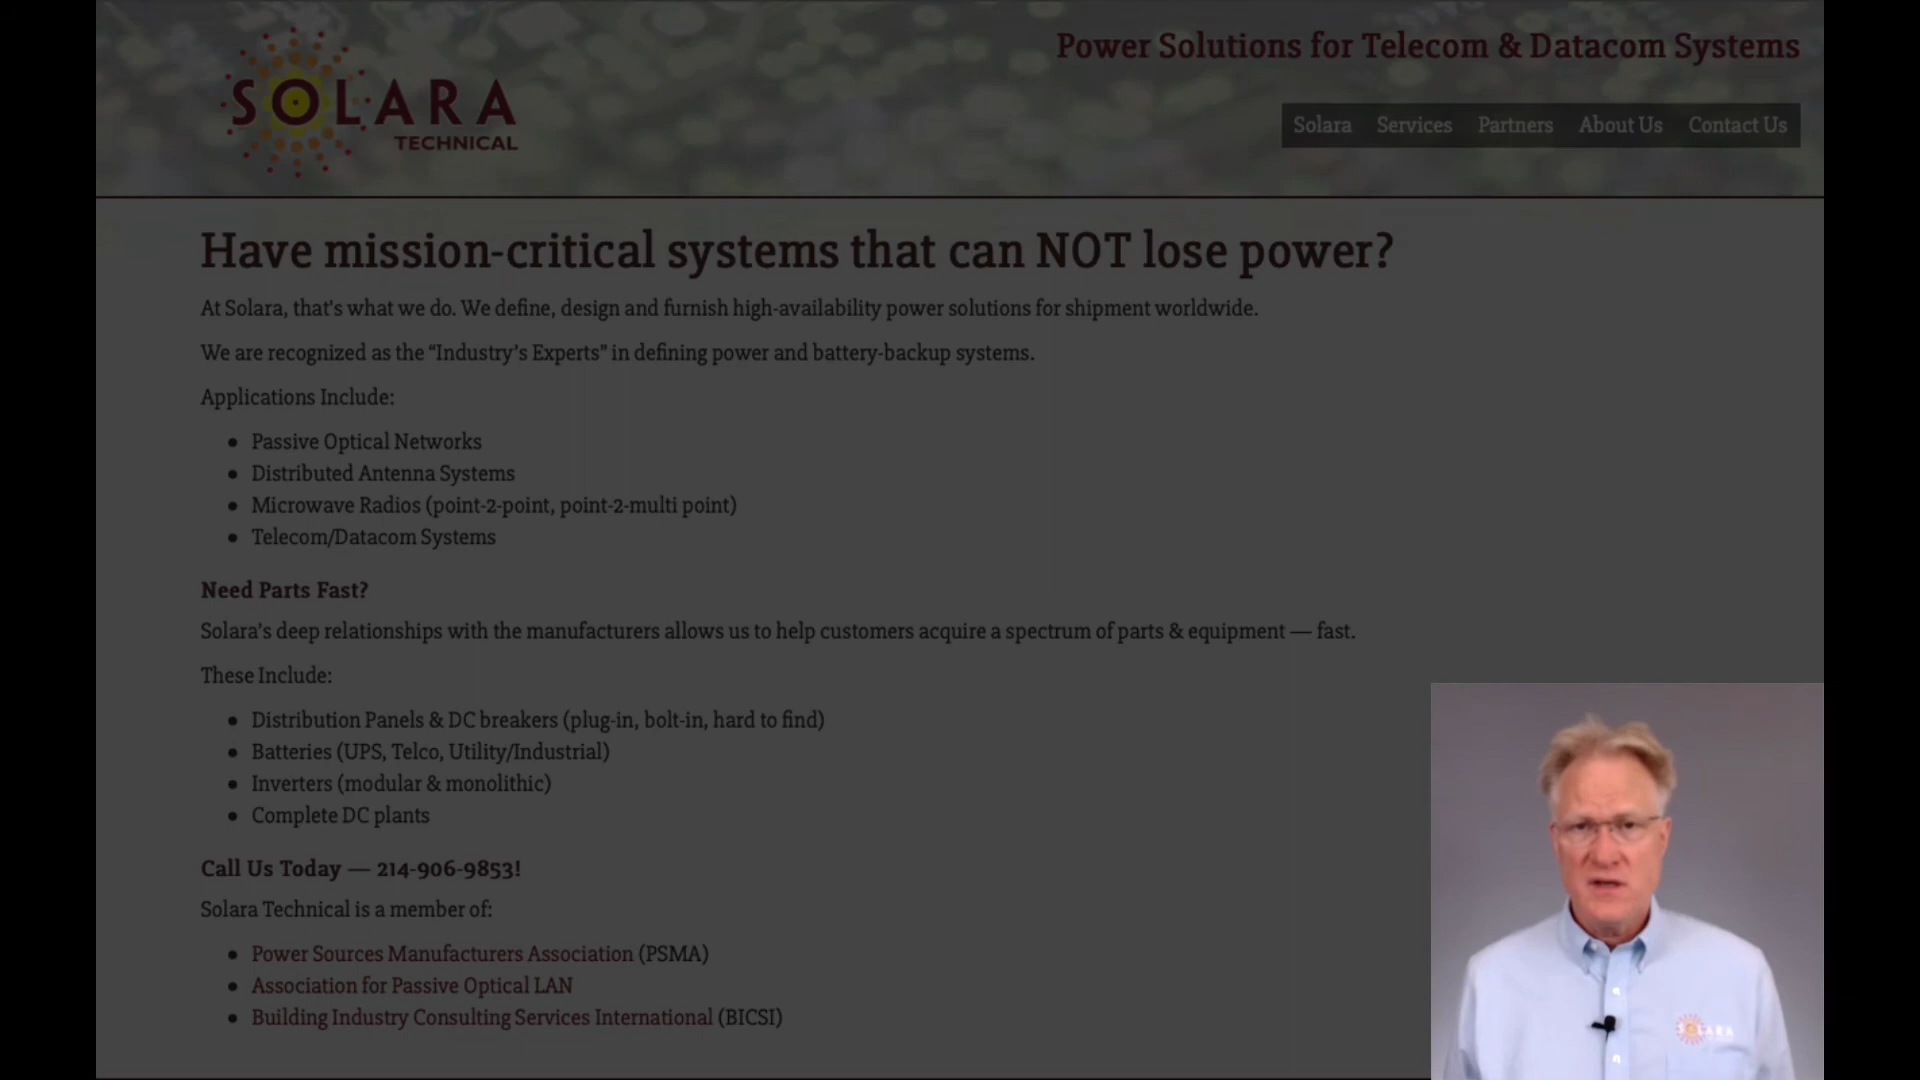 SOLARA
TECHNICAL
Power Solutions for Telecom & Datacom Systems
Solara Services Partners About Us Contact Us
Have mission-critical systems that can NOT lose power?
At Solara, that's what we do. We define, design and furnish high-availability power solutions for shipment worldwide.
We are recognized as the “Industry’s Experts” in defining power and battery-backup systems.
Applications Include:
• Passive Optical Networks
• Distributed Antenna Systems
• Microwave Radios (point-2-point, point-2-multi point)
• Telecom/Datacom Systems
Need Parts Fast?
Solara’s deep relationships with the manufacturers allows us to help customers acquire a spectrum of parts & equipment — fast.
These Include:
• Distribution Panels & DC breakers (plug-in, bolt-in, hard to find)
• Batteries (UPS, Telco, Utility/Industrial)
• Inverters (modular & monolithic)
• Complete DC plants
Call Us Today — 214-906-9853!
Solara Technical is a member of:
• Power Sources Manufacturers Association (PSMA)
• Association for Passive Optical LAN
• Building Industry Consulting Services International (BICSI)
SOLARA